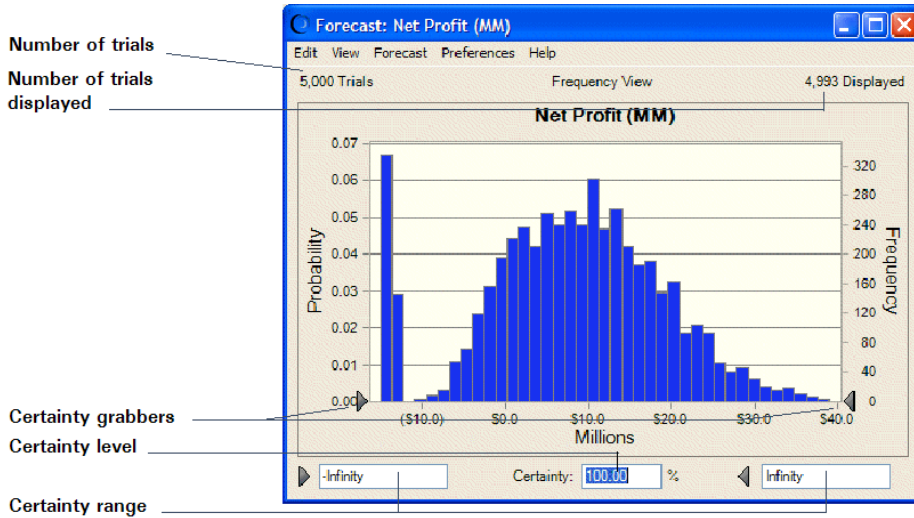 Forecast: Net Profit (MM)
Edit View Forecast Preferences Help
Number of trials
Number of trials
displayed
5,000 Trials
Frequency View
4,993 Displayed
Net Profit (MM)
0.07
0.06
0.05
0.04
0.03
0.02
0.01
0.00
Probability
320
280
240
200
160
120
80
40
0
Frequency
($10.0)
$0.0
$10.0
$20.0
$30.0
$40.0
Millions
Certainty grabbers
Certainty level
Certainty range
-Infinity
Certainty: 100.00 %
Infinity